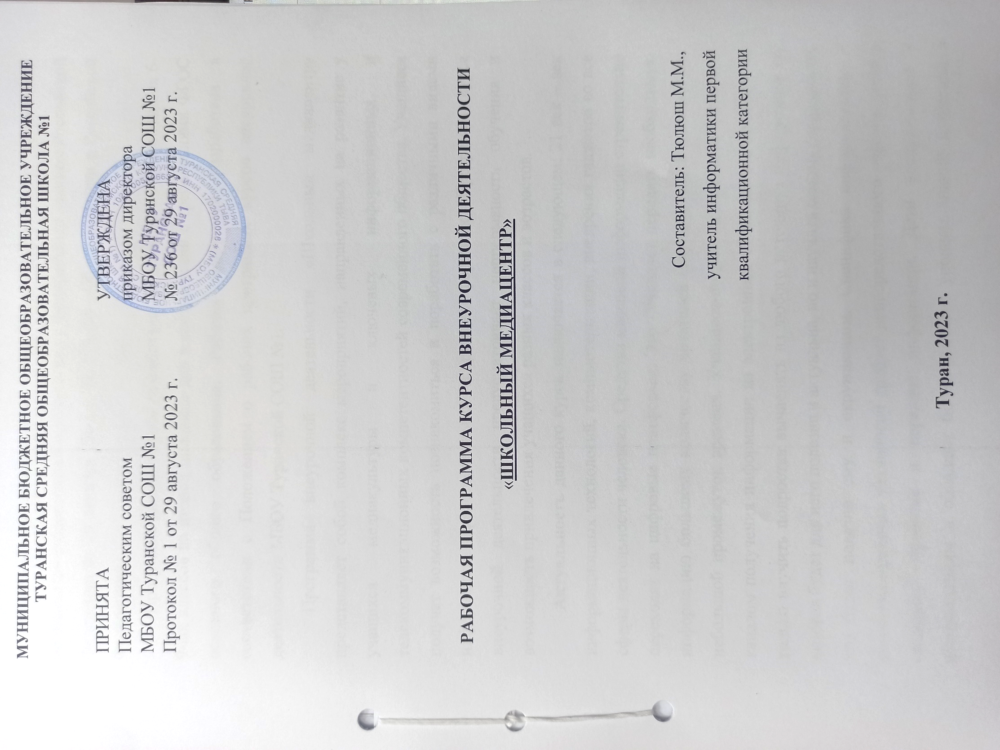 МУНИЦИПАЛЬНОЕ БЮДЖЕТНОЕ ОБЩЕОБРАЗОВАТЕЛЬНОЕ УЧРЕЖДЕНИЕ
ТУРАНСКАЯ СРЕДНЯЯ ОБЩЕОБРАЗОВАТЕЛЬНАЯ ШКОЛА №1
ПРИНЯТА
Педагогическим советом
МБОУ Туранской СОШ №1
Протокол № 1 от 29 августа 2023 г.
УТВЕРЖДЕНА
приказом директора
МБОУ Туранской СОШ №1
№ 236 от 29 августа 2023 г.
РАБОЧАЯ ПРОГРАММА КУРСА ВНЕУРОЧНОЙ ДЕЯТЕЛЬНОСТИ
«ШКОЛЬНЫЙ МЕДИАЦЕНТР»
Составитель: Тюлюш М.М.,
учитель информатики первой
квалификационной категории
Туран, 2023 г.